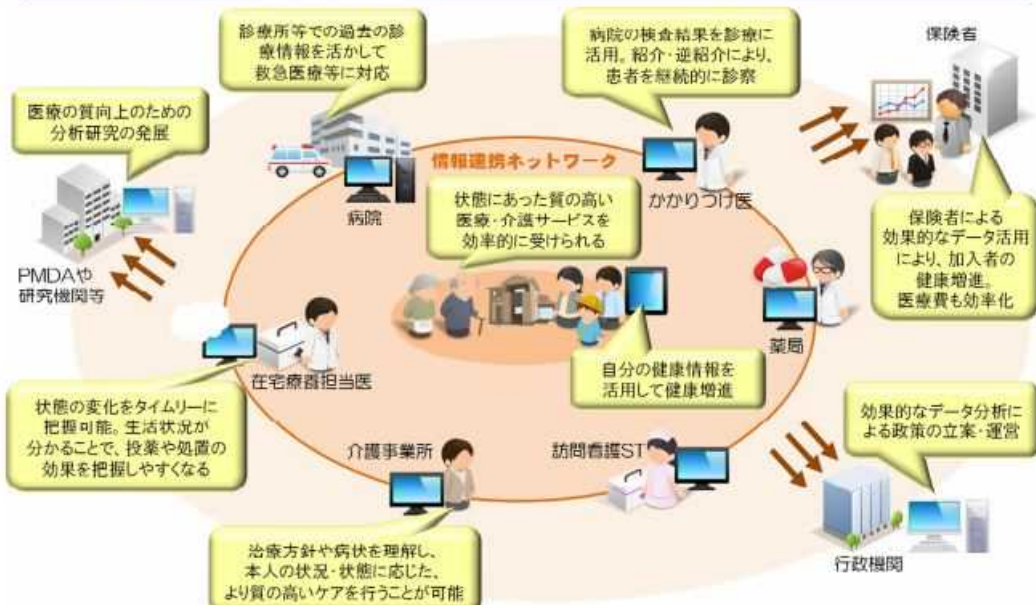 診療所等での過去の診
療情報を活かして
救急医療等に対応
病院の検査結果を診療に
活用。紹介・逆紹介により、
患者を継続的に診察
保険者
医療の質向上のための
分析研究の発展
情報連携ネットワーク
病院
かかりつけ医
状態にあった質の高い
医療・介護サービスを
効率的に受けられる
保険者による
効果的なデータ活用
により、加入者の
健康増進。
医療費も効率化
PMDAや
研究機関等
薬局
在宅療養担当医
自分の健康情報を
活用して健康増進
状態の変化をタイムリーに
把握可能。生活状況が
分かることで、投薬や処置の
効果を把握しやすくなる
効果的なデータ分析に
よる政策の立案・運営
介護事業所
訪問看護ST
治療方針や病状を理解し、
本人の状況・状態に応じた、
より質の高いケアを行うことが可能
行政機関